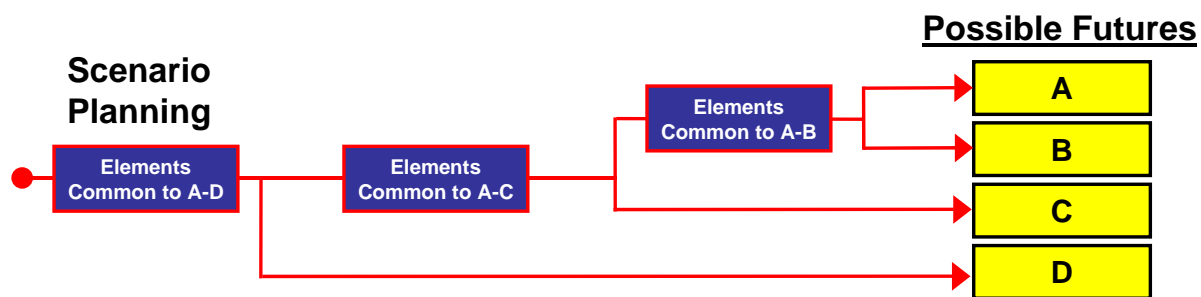 Possible Futures
Scenario
Planning
Elements
Common to A-D
Elements
Common to A-C
Elements
Common to A-B
A
B
C
D